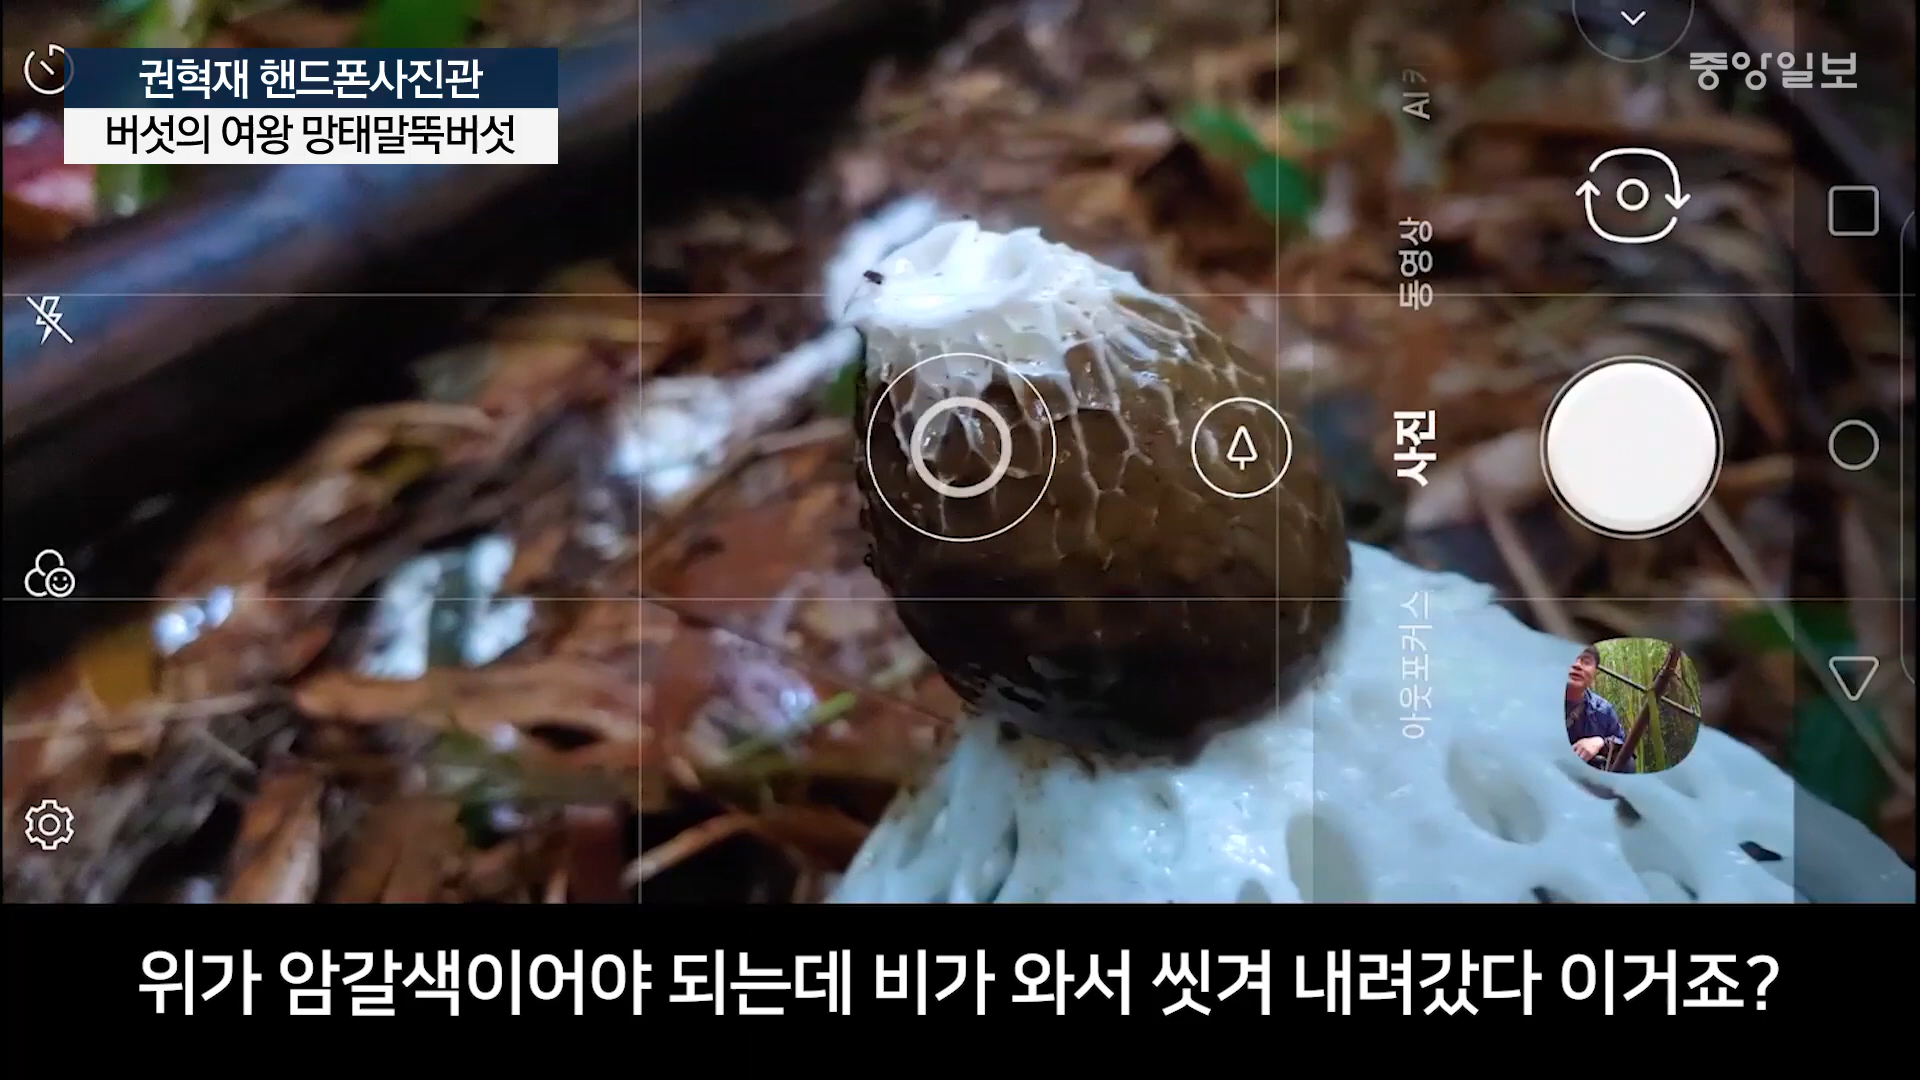 권혁재 핸드폰사진관
버섯의 여왕 망태말뚝버섯
중앙일보
AI
동영상
사진
아웃포커스
위가 암갈색이어야 되는데 비가 와서 씻겨 내려갔다 이거죠?